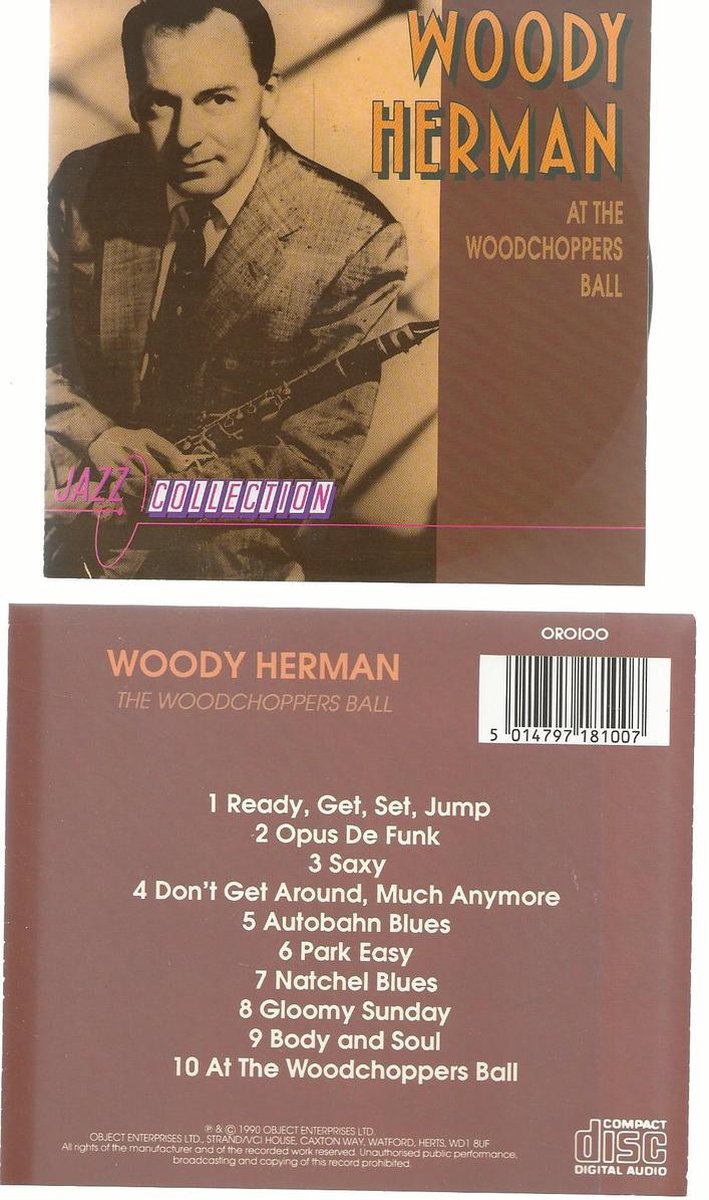 WOODY
HERMAN
AT THE
WOODCHOPPERS
BALL
JAZZ COLLECTION
ORO100
WOODY HERMAN
THE WOODCHOPPERS BALL
5 014797 181007
1 Ready, Get, Set, Jump
2 Opus De Funk
3 Saxy
4 Don't Get Around, Much Anymore
5 Autobahn Blues
6 Park Easy
7 Natchel Blues
8 Gloomy Sunday
9 Body and Soul
10 At The Woodchoppers Ball
℗ & © 1990 OBJECT ENTERPRISES LTD.
OBJECT ENTERPRISES LTD., STRAND/VCI HOUSE, CAXTON WAY, WATFORD, HERTS, WD1 8UF
All rights of the manufacturer and of the recorded work reserved. Unauthorised public performance,
broadcasting and copying of this record prohibited.
COMPACT
disc
DIGITAL AUDIO